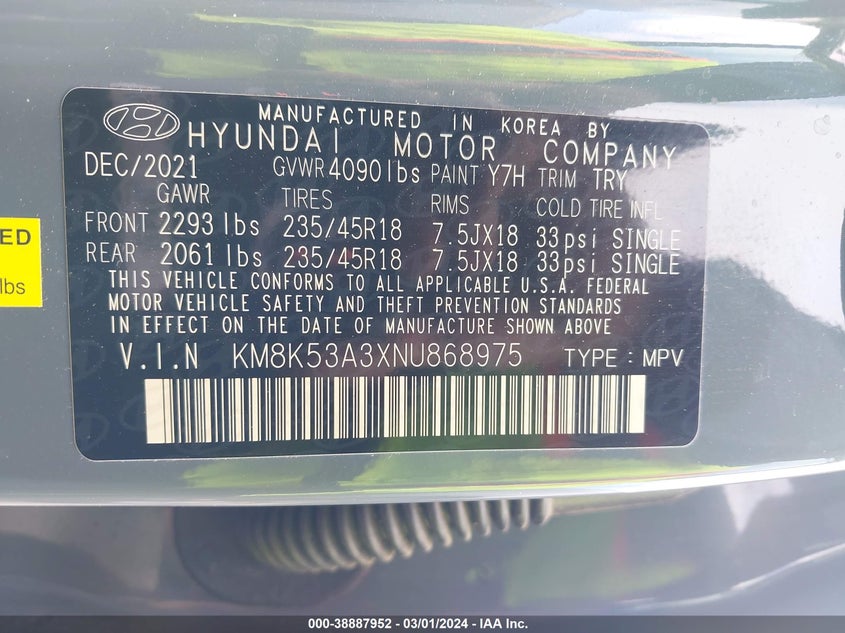 MANUFACTURED IN KOREA BY
HYUNDAI MOTOR COMPANY
DEC/2021 GVWR 4090 lbs PAINT Y7H TRIM TRY
GAWR TIRES RIMS COLD TIRE INFL
FRONT 2293 lbs 235/45R18 7.5JX18 33psi SINGLE
REAR 2061 lbs 235/45R18 7.5JX18 33psi SINGLE
THIS VEHICLE CONFORMS TO ALL APPLICABLE U.S.A. FEDERAL
MOTOR VEHICLE SAFETY AND THEFT PREVENTION STANDARDS
IN EFFECT ON THE DATE OF MANUFACTURE SHOWN ABOVE
V.I.N KM8K53A3XNU868975 TYPE : MPV
ED
lbs
000-38887952 - 03/01/2024 - IAA Inc.